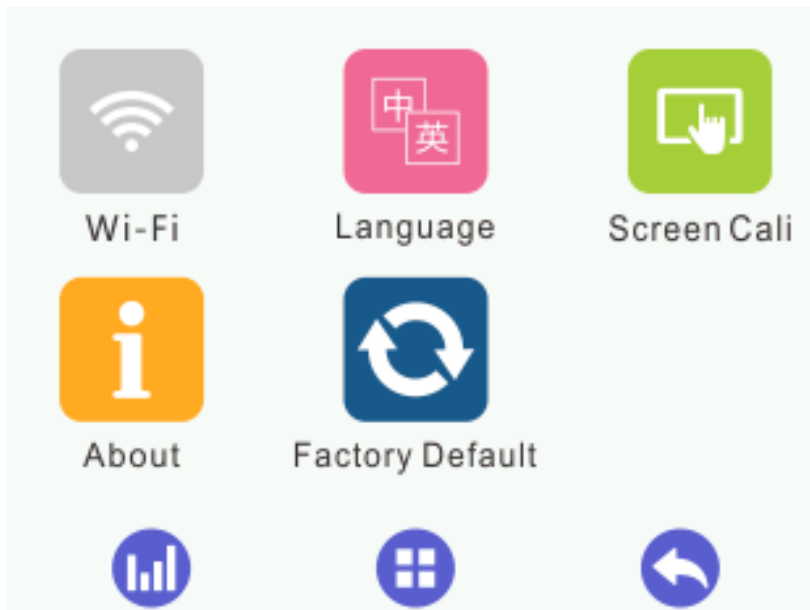 中
英
Wi-Fi
Language
Screen Cali
About
Factory Default